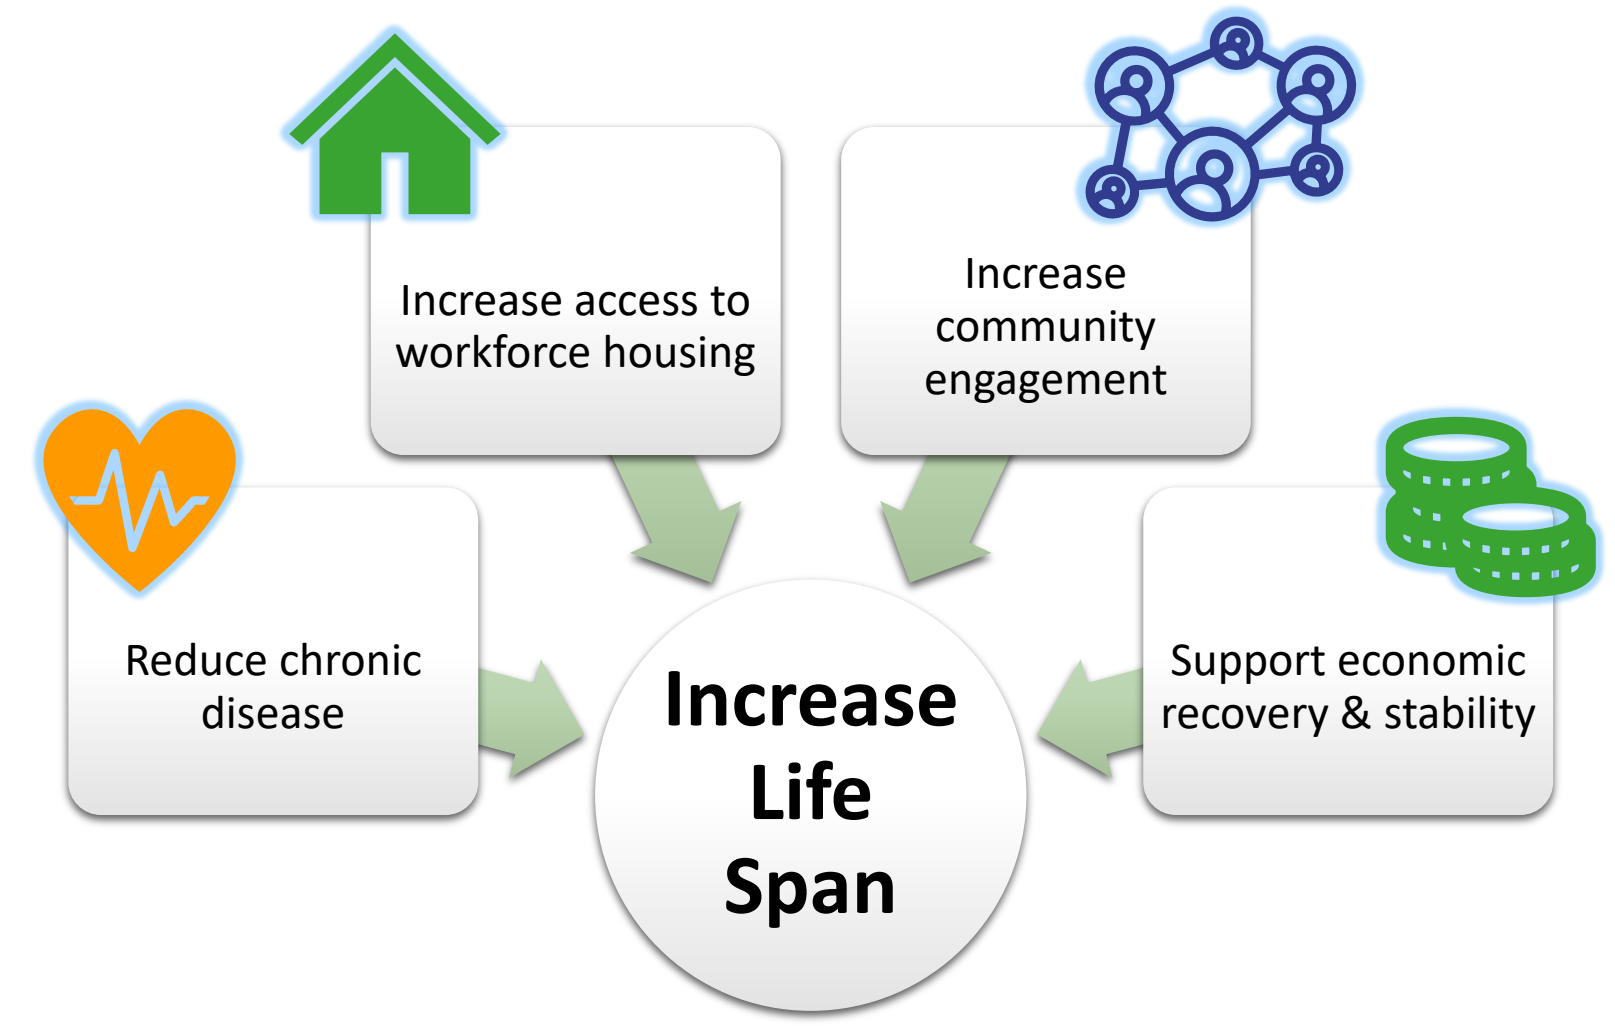 Increase access to
workforce housing
Increase
community
engagement
Reduce chronic
disease
Support economic
recovery & stability
Increase
Life
Span